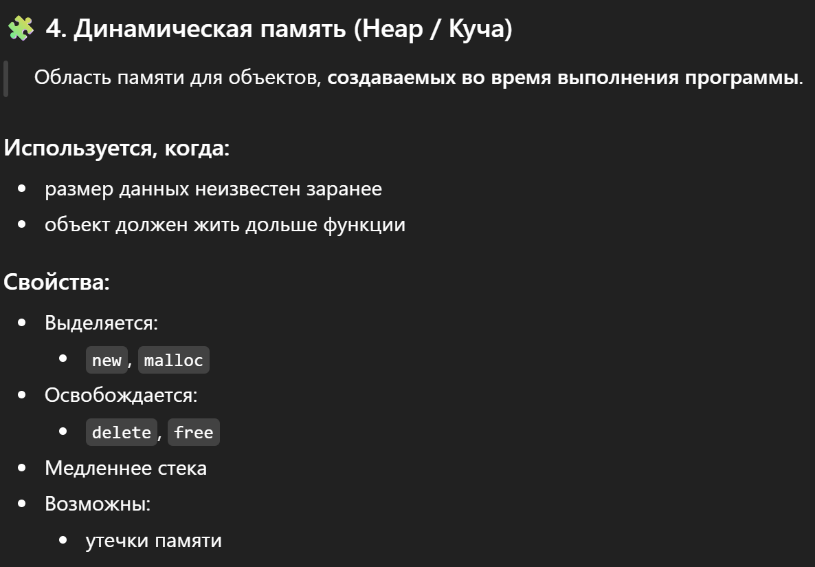 🧩 4. Динамическая память (Heap / Куча)
Область памяти для объектов, создаваемых во время выполнения программы.
Используется, когда:
• размер данных неизвестен заранее
• объект должен жить дольше функции
Свойства:
• Выделяется:
• new, malloc
• Освобождается:
• delete, free
• Медленнее стека
• Возможны:
• утечки памяти